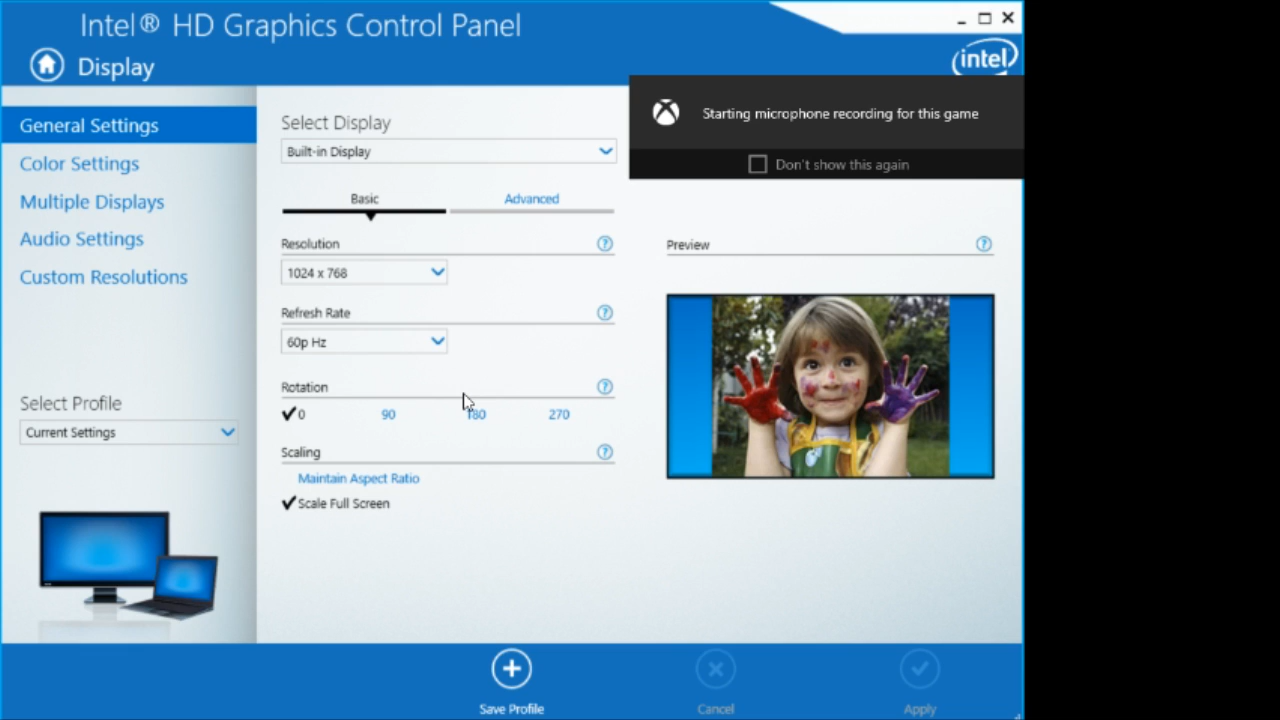 Intel® HD Graphics Control Panel
Display
intel
Starting microphone recording for this game
Don't show this again
General Settings
Color Settings
Multiple Displays
Audio Settings
Custom Resolutions
Select Profile
Current Settings
Select Display
Built-in Display
Basic
Advanced
Resolution
?
1024 x 768
Refresh Rate
?
60p Hz
Rotation
?
0
90
180
270
Scaling
?
Maintain Aspect Ratio
Scale Full Screen
Preview
?
Save Profile
Cancel
Apply